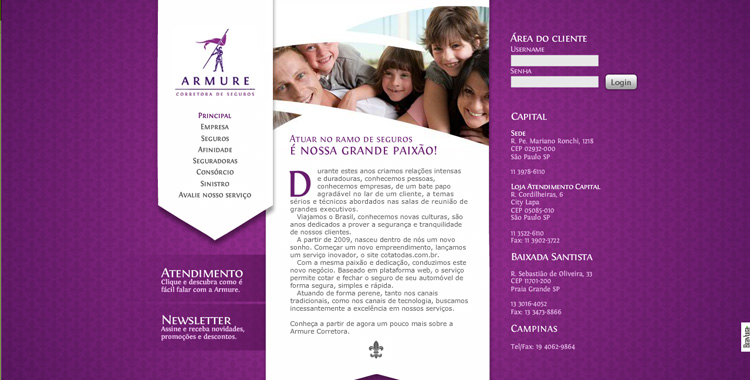 ARMURE
CORRETORA DE SEGUROS
Principal
Empresa
Seguros
Afinidade
Seguradoras
Consórcio
Sinistro
Avalie nosso serviço
Atendimento
Clique e descubra como é
fácil falar com a Armure.
Newsletter
Assine e receba novidades,
promoções e descontos.
Atuar no ramo de seguros
É NOSSA GRANDE PAIXÃO!
Durante estes anos criamos relações intensas
e duradouras, conhecemos pessoas,
conhecemos empresas, de um bate papo
agradável no lar de um cliente, a temas
sérios e técnicos abordados nas salas de reunião de
grandes executivos.
Viajamos o Brasil, conhecemos novas culturas, são
anos dedicados a prover a segurança e tranquilidade
de nossos clientes.
A partir de 2009, nasceu dentro de nós um novo
sonho. Começar um novo empreendimento, lançamos
um serviço inovador, o site cotatodas.com.br.
Com a mesma paixão e dedicação, conduzimos este
novo negócio. Baseado em plataforma web, o serviço
permite cotar e fechar o seguro de seu automóvel de
forma segura, simples e rápida.
Atuando de forma perene, tanto nos canais
tradicionais, como nos canais de tecnologia, buscamos
incessantemente a excelência em nossos serviços.
Conheça a partir de agora um pouco mais sobre a
Armure Corretora.
Área do cliente
Username
Senha
Login
Capital
Sede
R. Pe. Mariano Ronchi, 1218
CEP 02932-000
São Paulo SP
11 3978-6110
Loja Atendimento Capital
R. Cordilheiras, 6
City Lapa
CEP 05085-010
São Paulo SP
11 3522-6110
Fax: 11 3902-3722
Baixada Santista
R. Sebastião de Oliveira, 33
CEP 11701-200
Praia Grande SP
13 3016-4052
Fax: 13 3473-8866
Campinas
Tel/Fax: 19 4062-9864